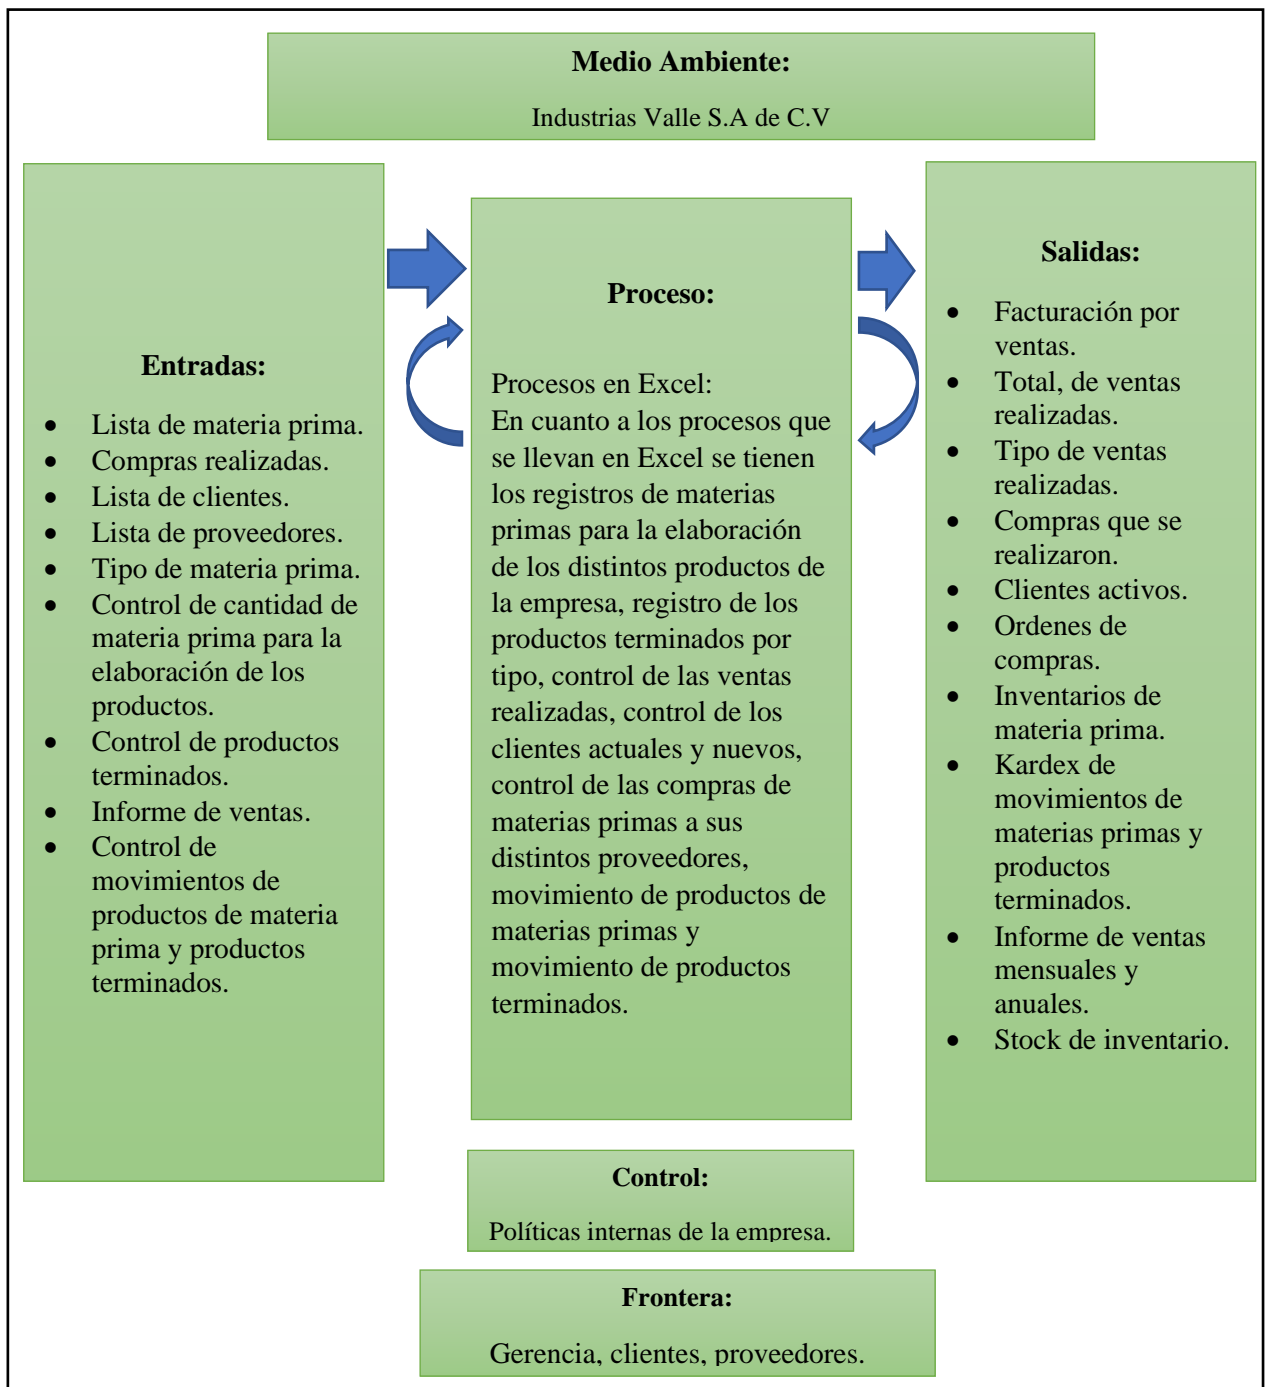 Medio Ambiente:
Industrias Valle S.A de C.V
Entradas:
• Lista de materia prima.
• Compras realizadas.
• Lista de clientes.
• Lista de proveedores.
• Tipo de materia prima.
• Control de cantidad de
materia prima para la
elaboración de los
productos.
• Control de productos
terminados.
• Informe de ventas.
• Control de
movimientos de
productos de materia
prima y productos
terminados.
Proceso:
Procesos en Excel:
En cuanto a los procesos que
se llevan en Excel se tienen
los registros de materias
primas para la elaboración
de los distintos productos de
la empresa, registro de los
productos terminados por
tipo, control de las ventas
realizadas, control de los
clientes actuales y nuevos,
control de las compras de
materias primas a sus
distintos proveedores,
movimiento de productos de
materias primas y
movimiento de productos
terminados.
Salidas:
• Facturación por
ventas.
• Total, de ventas
realizadas.
• Tipo de ventas
realizadas.
• Compras que se
realizaron.
• Clientes activos.
• Ordenes de
compras.
• Inventarios de
materia prima.
• Kardex de
movimientos de
materias primas y
productos
terminados.
• Informe de ventas
mensuales y
anuales.
• Stock de inventario.
Control:
Políticas internas de la empresa.
Frontera:
Gerencia, clientes, proveedores.